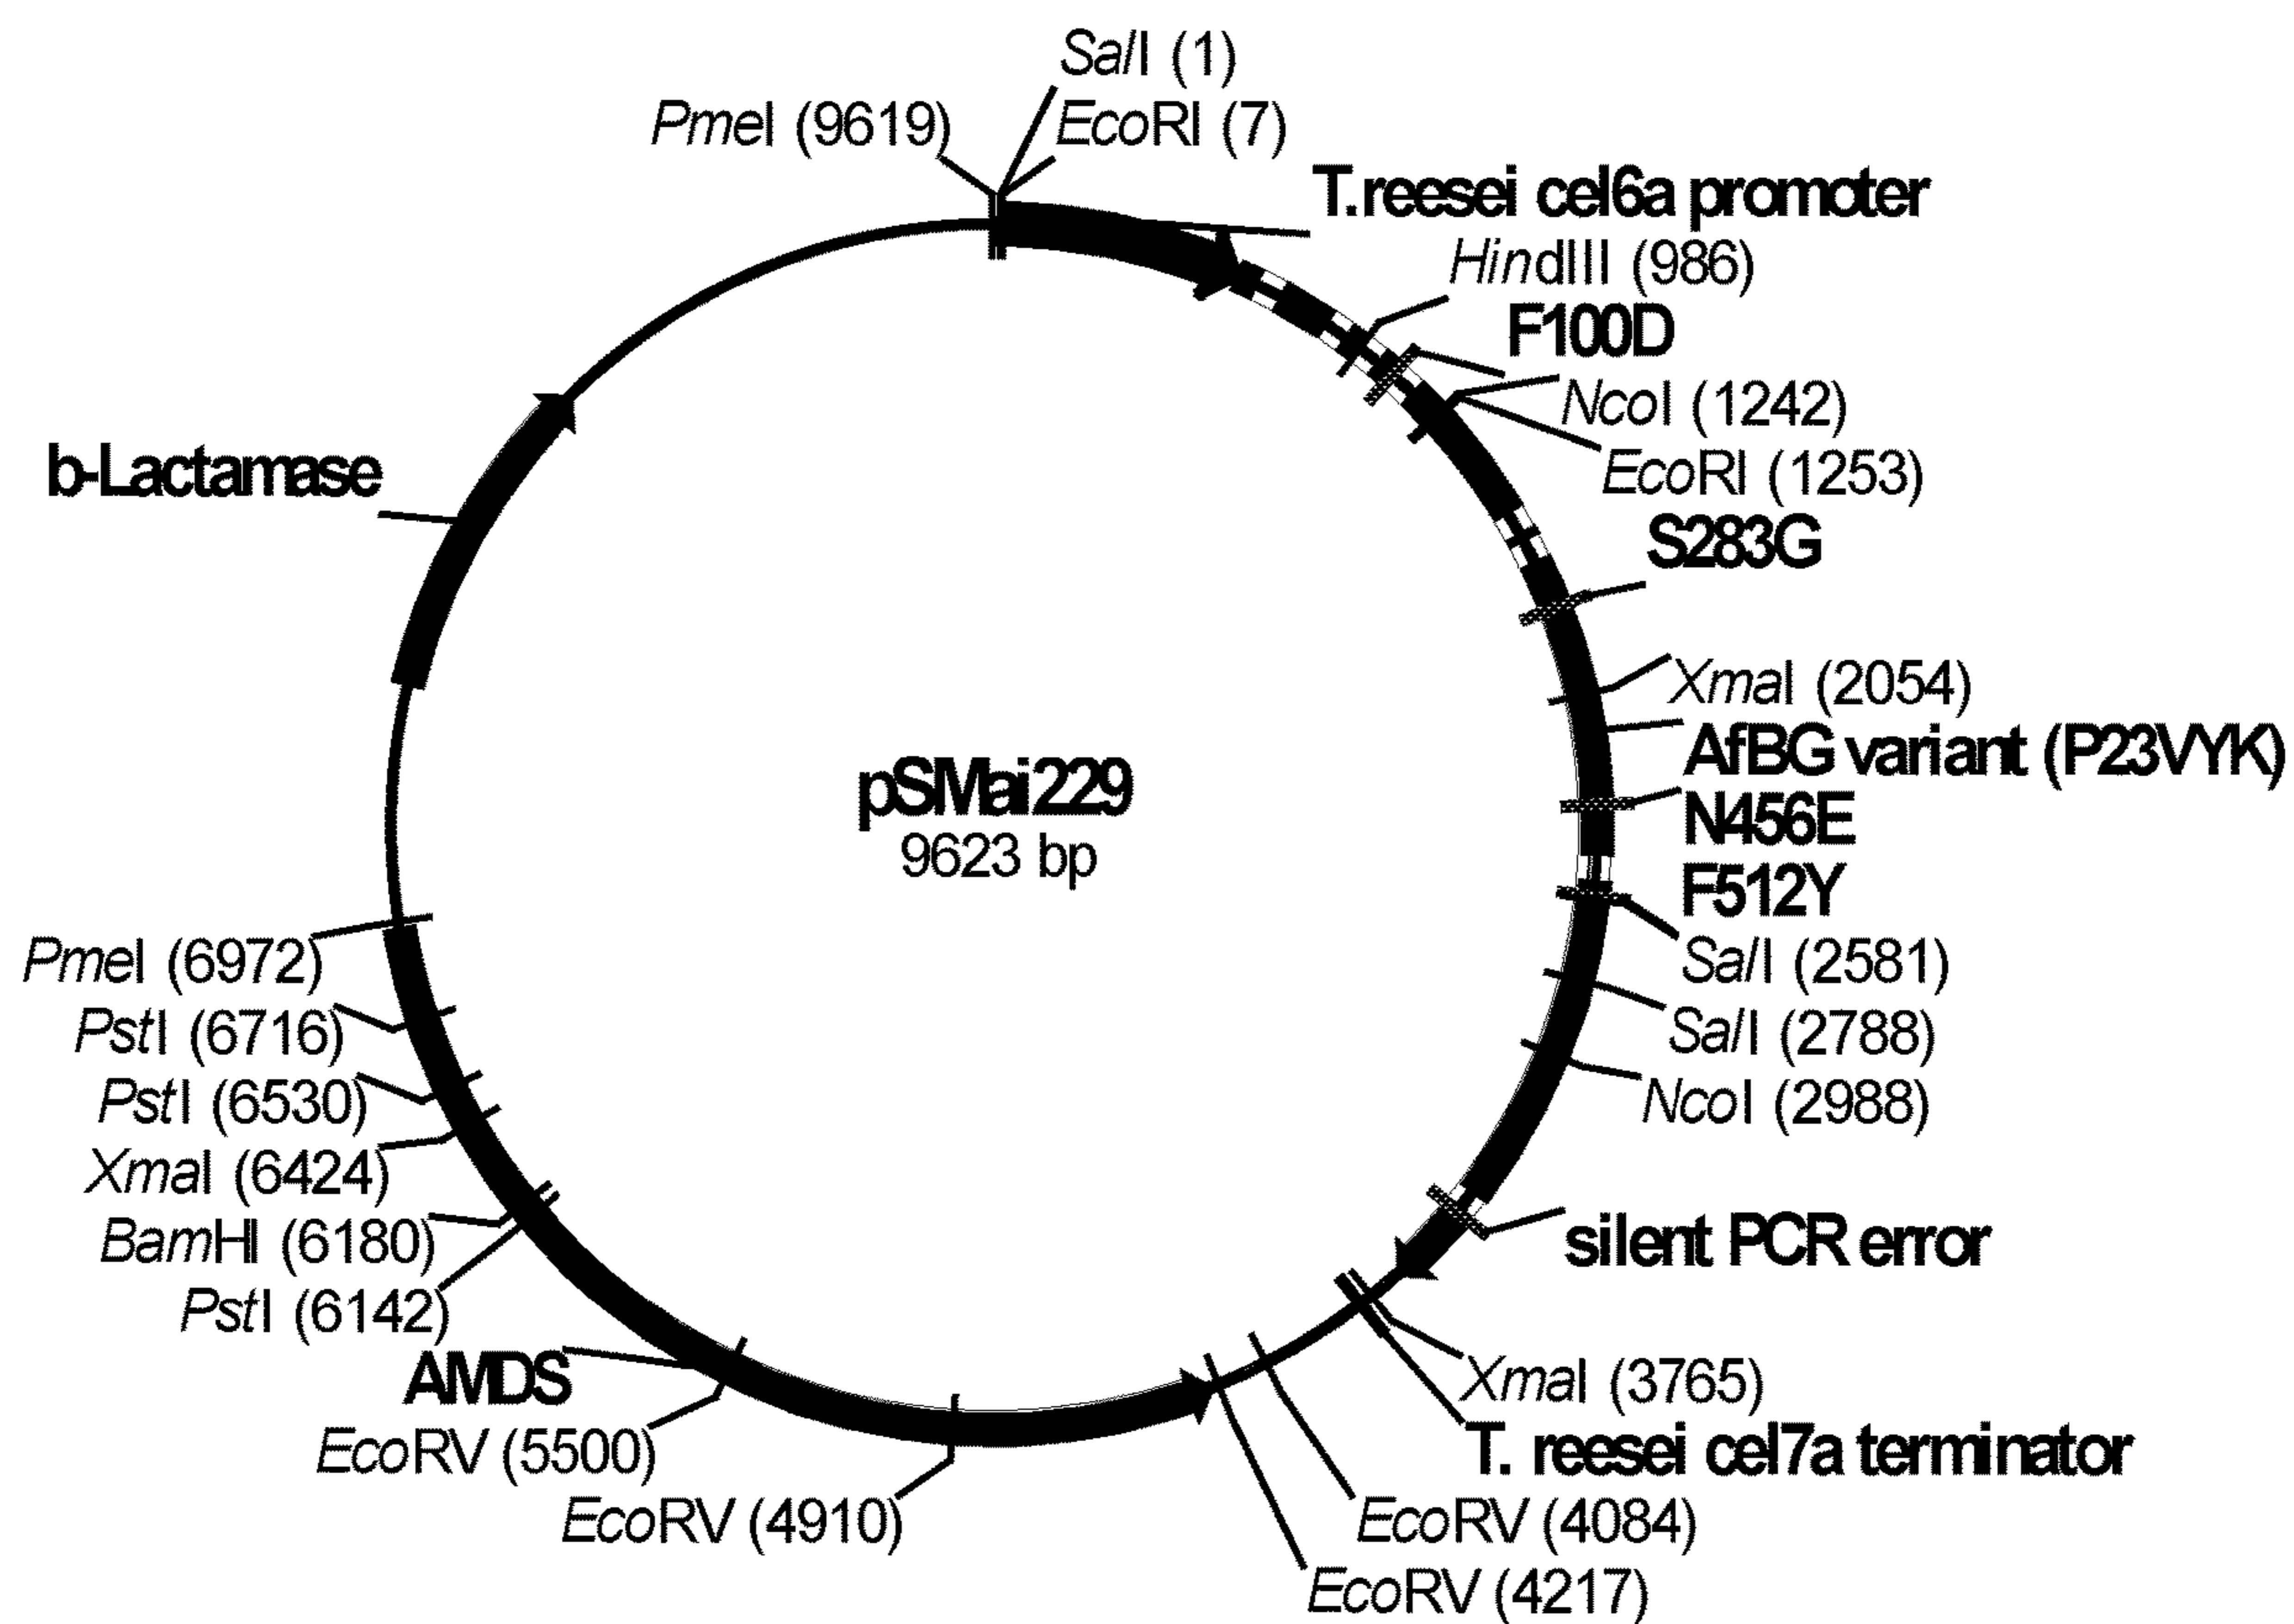 SalI (1)
PmeI (9619)
EcoRI (7)
T.reesei cel6a promoter
HindIII (986)
F100D
NcoI (1242)
EcoRI (1253)
b-Lactamase
S283G
XmaI (2054)
AfBG variant (P23VYK)
pSMai229
9623 bp
N456E
F512Y
SalI (2581)
PmeI (6972)
SalI (2788)
PstI (6716)
NcoI (2988)
PstI (6530)
XmaI (6424)
BamHI (6180)
silent PCR error
PstI (6142)
AMDS
XmaI (3765)
EcoRV (5500)
T. reesei cel7a terminator
EcoRV (4910)
EcoRV (4084)
EcoRV (4217)